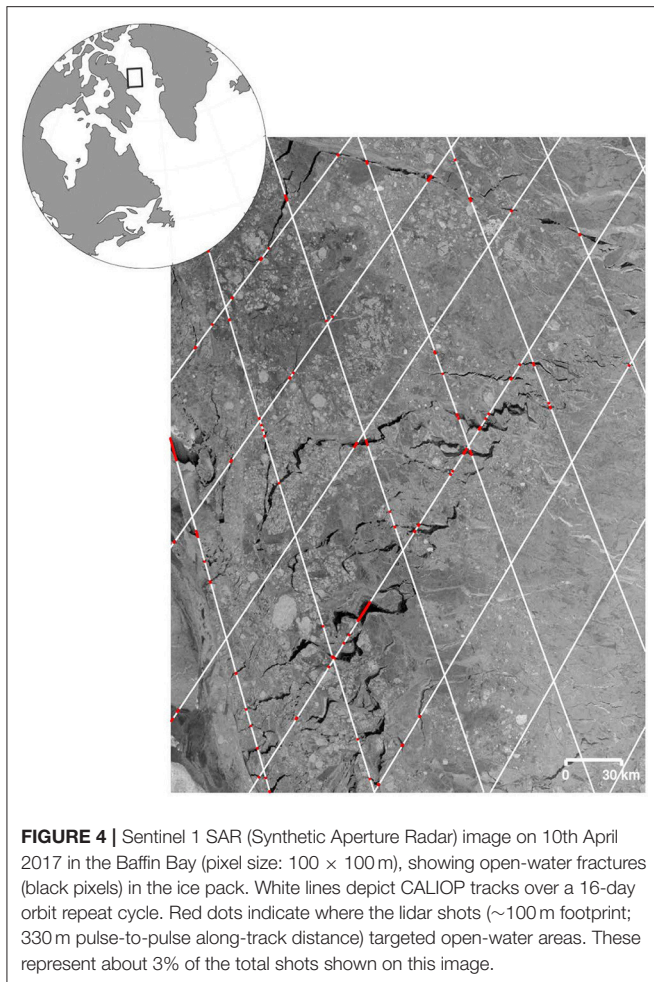 0 30 km
FIGURE 4 | Sentinel 1 SAR (Synthetic Aperture Radar) image on 10th April
2017 in the Baffin Bay (pixel size: 100 × 100 m), showing open-water fractures
(black pixels) in the ice pack. White lines depict CALIOP tracks over a 16-day
orbit repeat cycle. Red dots indicate where the lidar shots (∼100 m footprint;
330 m pulse-to-pulse along-track distance) targeted open-water areas. These
represent about 3% of the total shots shown on this image.